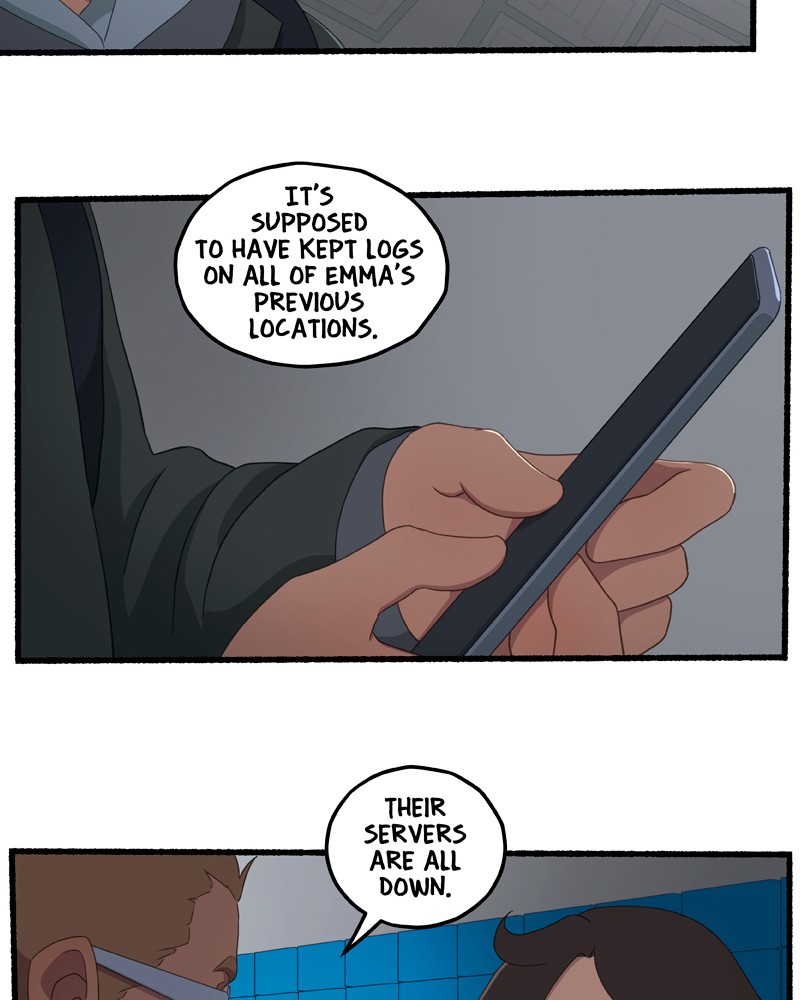 IT'S
SUPPOSED
TO HAVE KEPT LOGS
ON ALL OF EMMA'S
PREVIOUS
LOCATIONS.
THEIR
SERVERS
ARE ALL
DOWN.